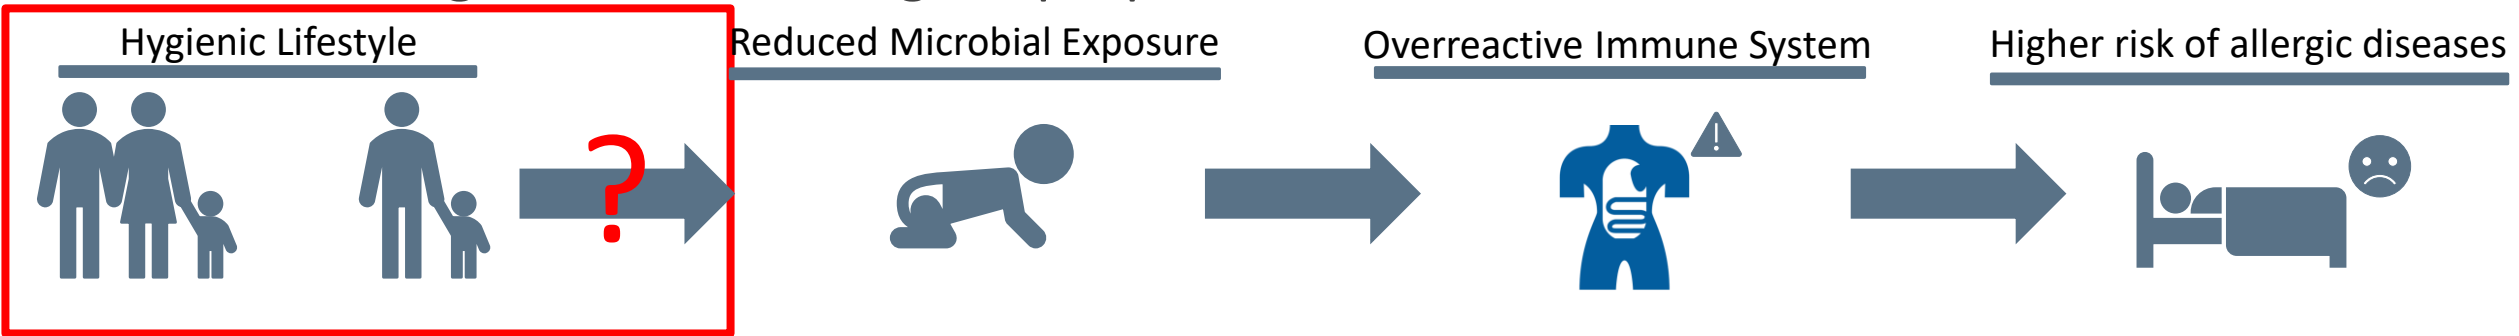 Hygienic Lifestyle
Reduced Microbial Exposure
Overreactive Immune System
Higher risk of allergic diseases
?
!